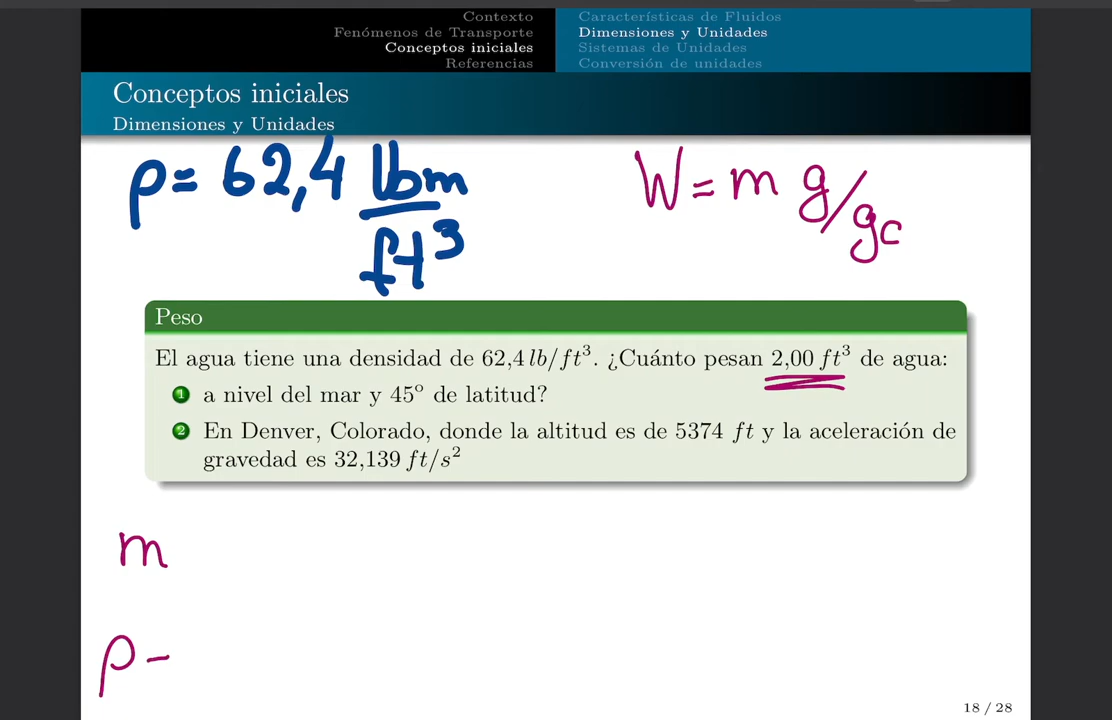 Contexto
Fenómenos de Transporte
Conceptos iniciales
Referencias
Características de Fluidos
Dimensiones y Unidades
Sistemas de Unidades
Conversión de unidades
Conceptos iniciales
Dimensiones y Unidades
ρ = 62,4 lbm/ft³
W = m g/gc
Peso
El agua tiene una densidad de 62,4 lb/ft³. ¿Cuánto pesan 2,00 ft³ de agua:
1 a nivel del mar y 45° de latitud?
2 En Denver, Colorado, donde la altitud es de 5374 ft y la aceleración de
gravedad es 32,139 ft/s²
m
ρ -
18 / 28